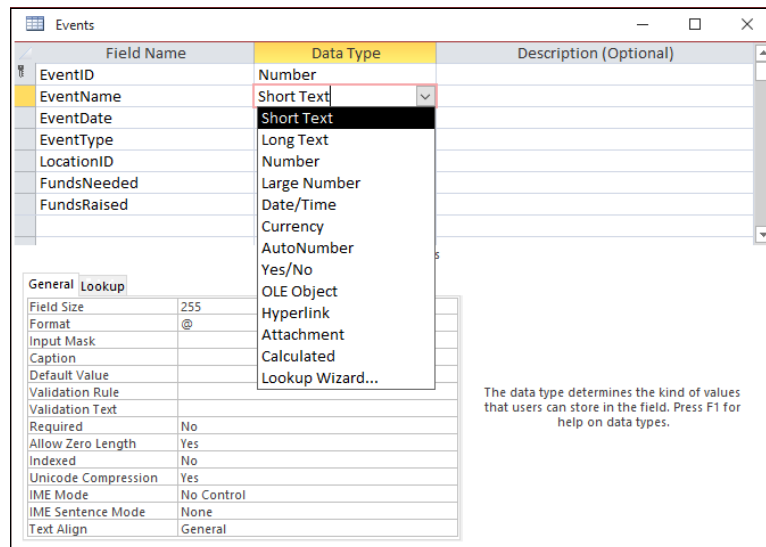 Events
Field Name Data Type Description (Optional)
EventID Number
EventName Short Text
EventDate Short Text
EventType Long Text
LocationID Number
FundsNeeded Large Number
FundsRaised Date/Time
Currency
AutoNumber
s
Yes/No
OLE Object
Hyperlink
Attachment
Calculated
Lookup Wizard...
General Lookup
Field Size 255
Format @
Input Mask
Caption
Default Value
Validation Rule
Validation Text
Required No
Allow Zero Length Yes
Indexed No
Unicode Compression Yes
IME Mode No Control
IME Sentence Mode None
Text Align General
The data type determines the kind of values
that users can store in the field. Press F1 for
help on data types.